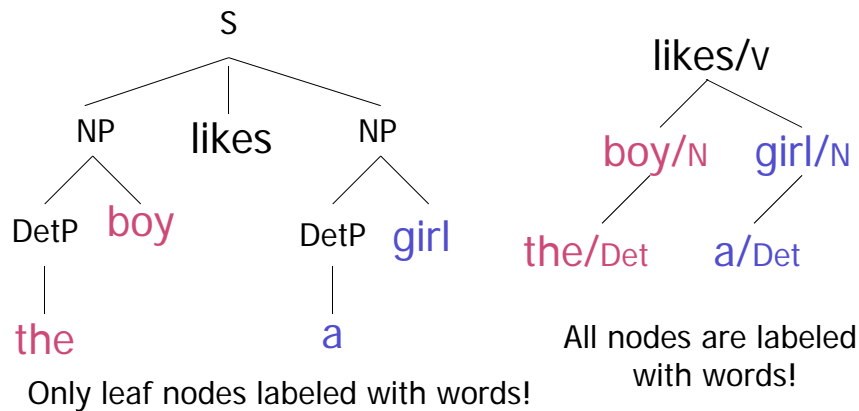 S
NP likes NP
DetP boy DetP girl
the a
Only leaf nodes labeled with words!
likes/V
boy/N girl/N
the/Det a/Det
All nodes are labeled
with words!